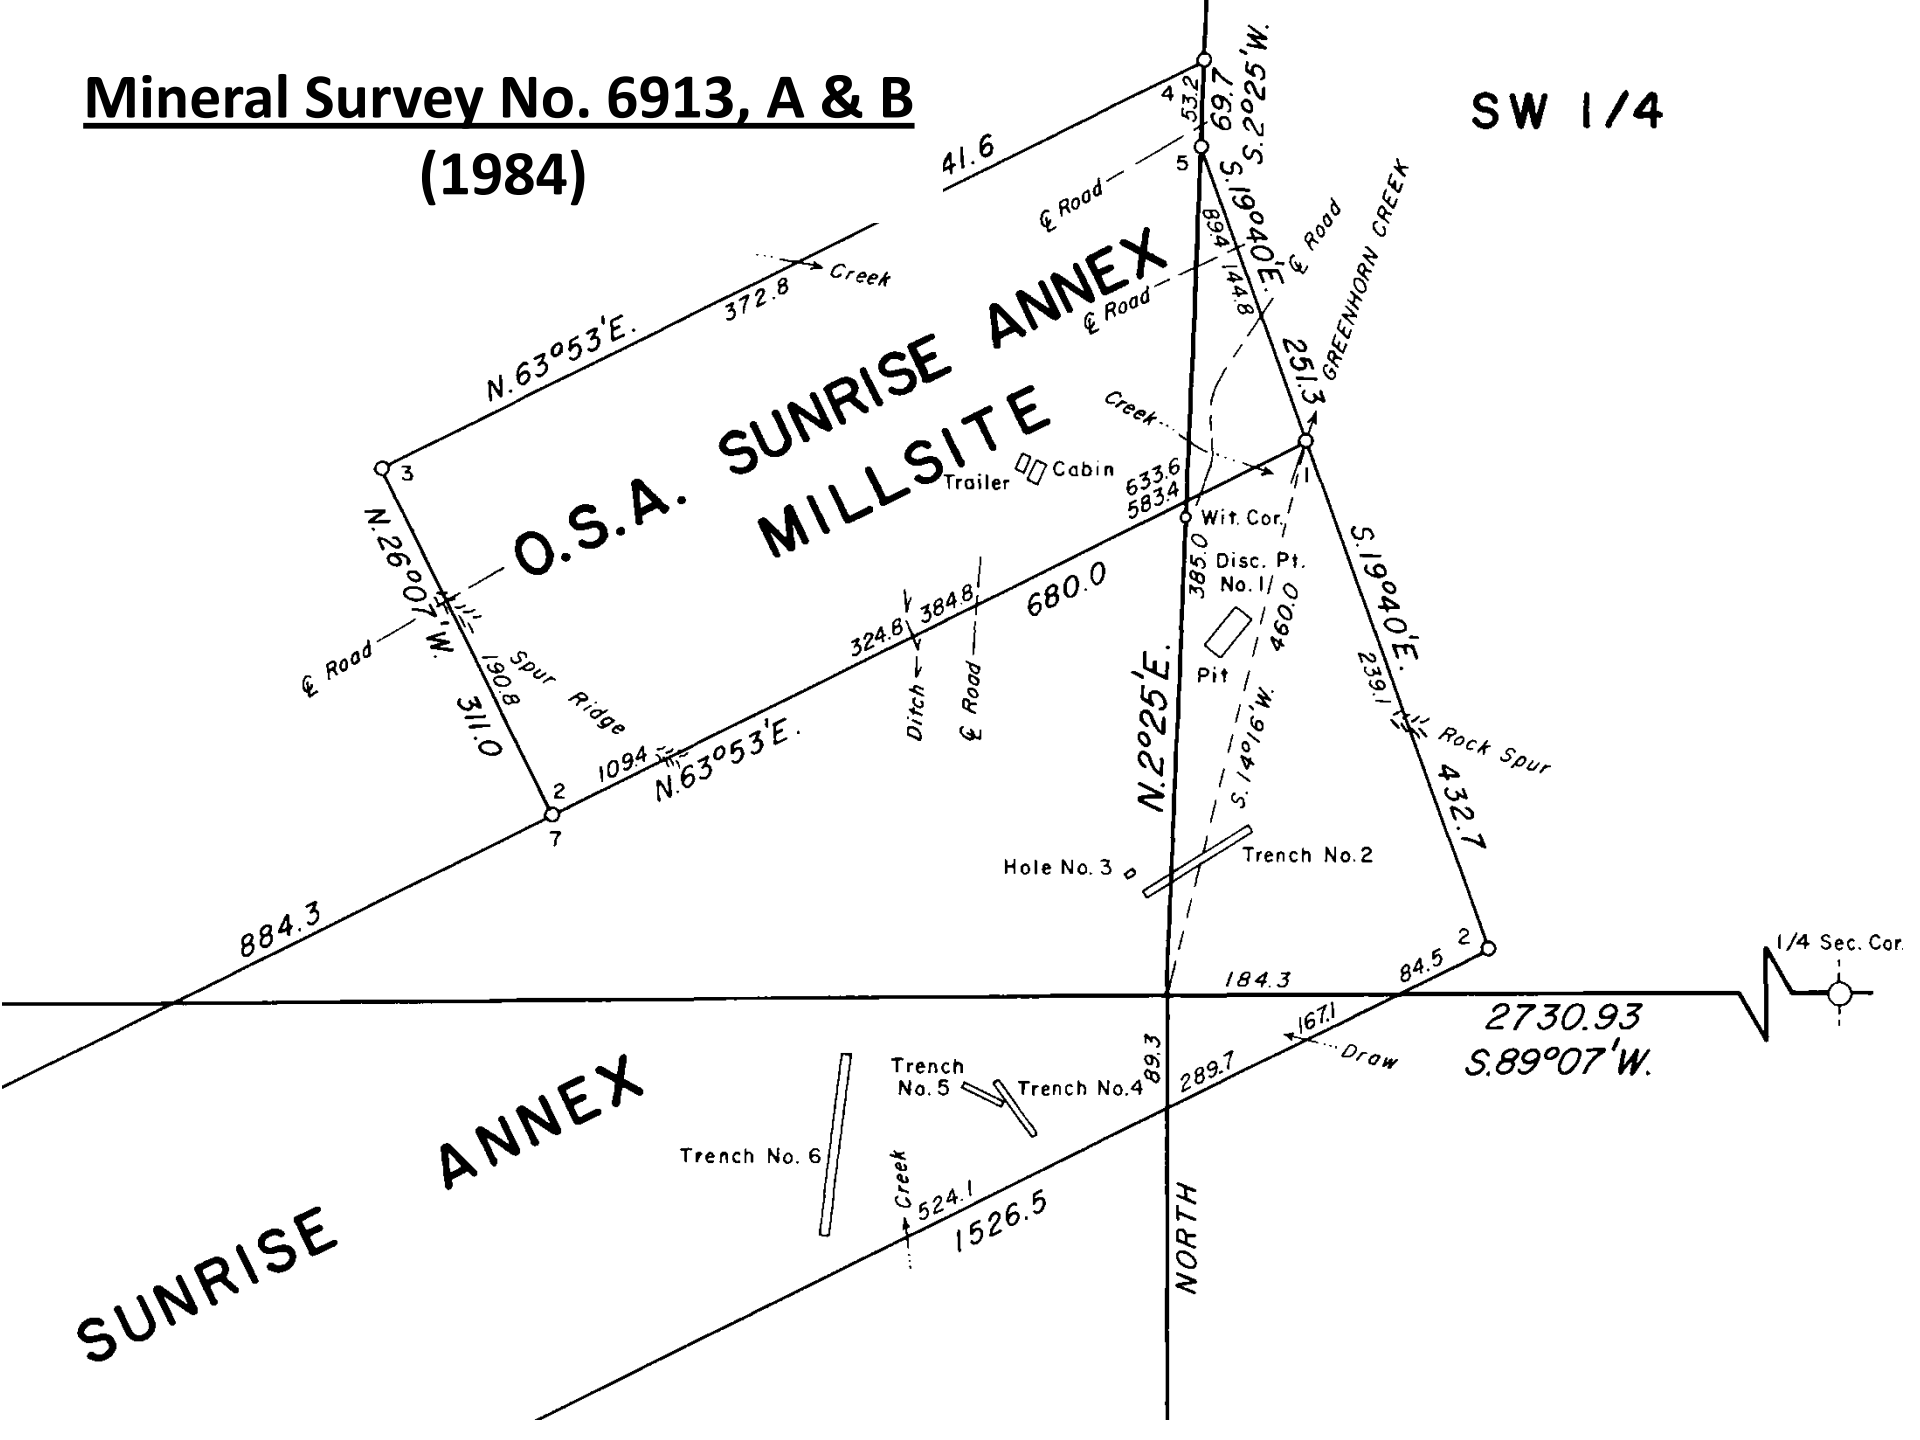 Mineral Survey No. 6913, A & B
(1984)
SW 1/4
4
53.2
69.7
S.2°25'W.
41.6
5
S.19°40'E.
89.4
144.8
℄ Road
℄ Road
℄ Road
GREENHORN CREEK
251.3
Creek
372.8
N.63°53'E.
O.S.A. SUNRISE ANNEX
MILLSITE
3
Creek
1
Trailer
Cabin
633.6
583.4
Wit. Cor.
N.26°07'W.
℄ Road
190.8
311.0
Spur Ridge
385.0
Disc. Pt.
No. 1
460.0
Pit
S.19°40'E.
239.1
Rock Spur
432.7
324.8
384.8
680.0
Ditch
℄ Road
N.2°25'E.
S. 14°16'W.
109.4
N.63°53'E.
2
7
Hole No. 3
Trench No. 2
884.3
2
84.5
184.3
1/4 Sec. Cor.
2730.93
S.89°07'W.
167.1
Draw
89.3
289.7
Trench
No. 5
Trench No. 4
Trench No. 6
Creek
524.1
1526.5
NORTH
SUNRISE ANNEX